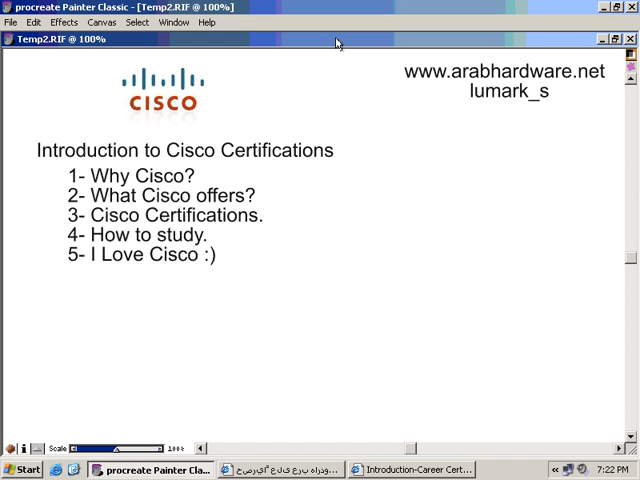 procreate Painter Classic - [Temp2.RIF @ 100%]
File Edit Effects Canvas Select Window Help
Temp2.RIF @ 100%
CISCO
www.arabhardware.net
lumark_s
Introduction to Cisco Certifications
1- Why Cisco?
2- What Cisco offers?
3- Cisco Certifications.
4- How to study.
5- I Love Cisco :)
Scale 100%
Start procreate Painter Cla... Introduction-Career Cert... 7:22 PM